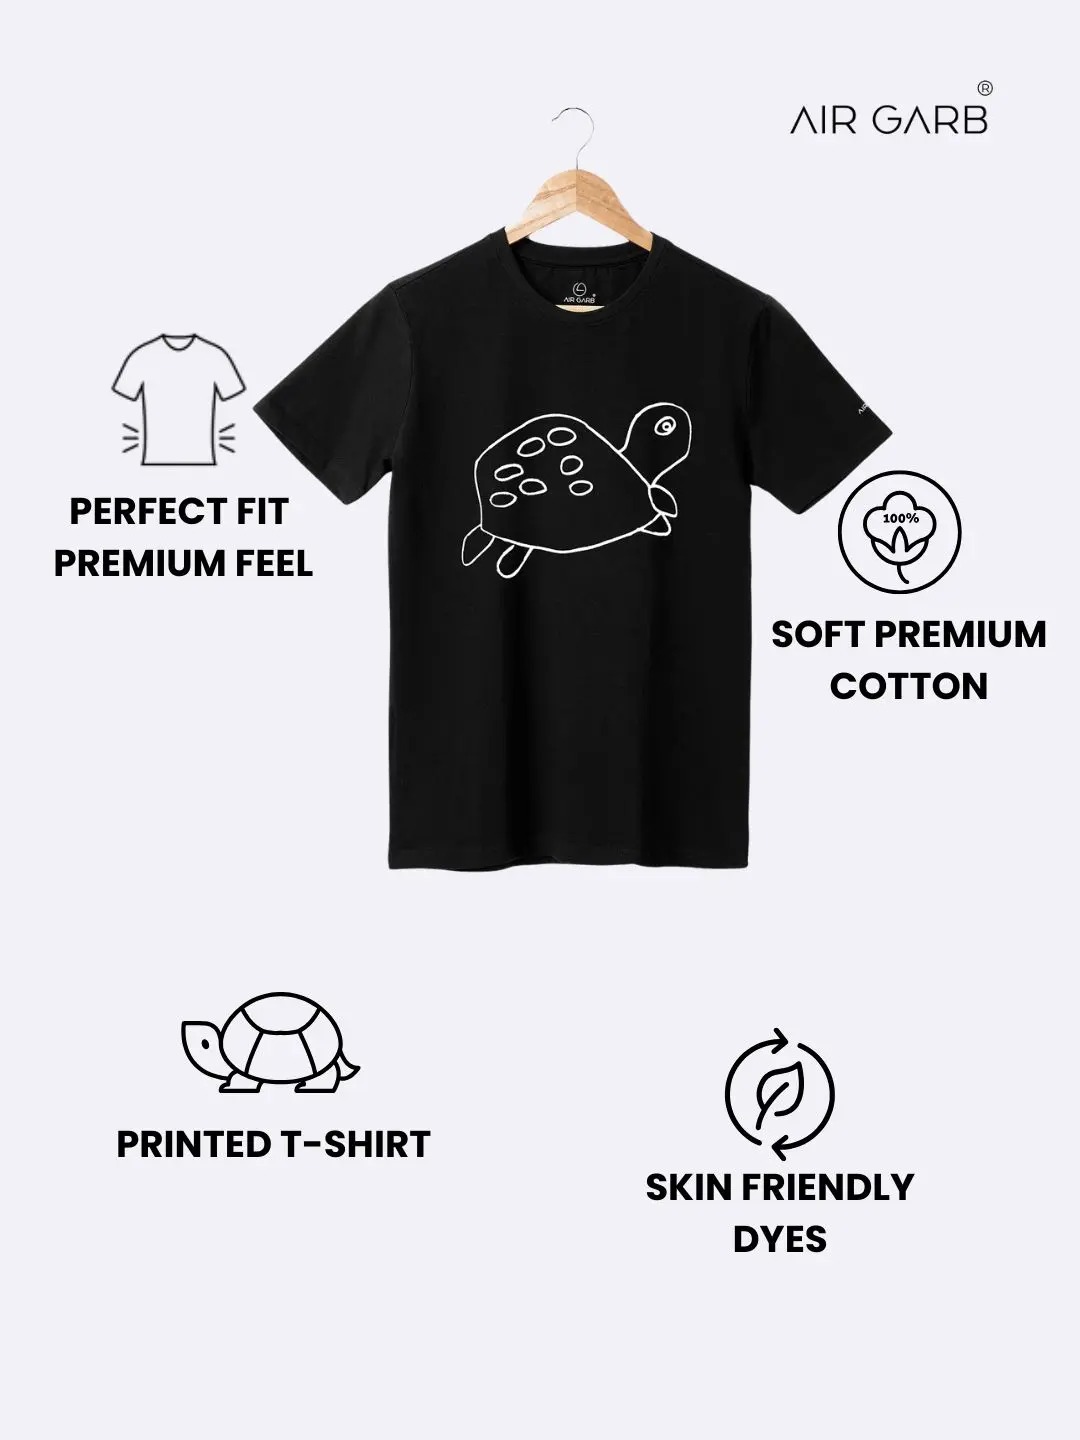 AIR GARB®
AIR GARB®
PERFECT FIT
PREMIUM FEEL
100%
SOFT PREMIUM
COTTON
PRINTED T-SHIRT
SKIN FRIENDLY
DYES